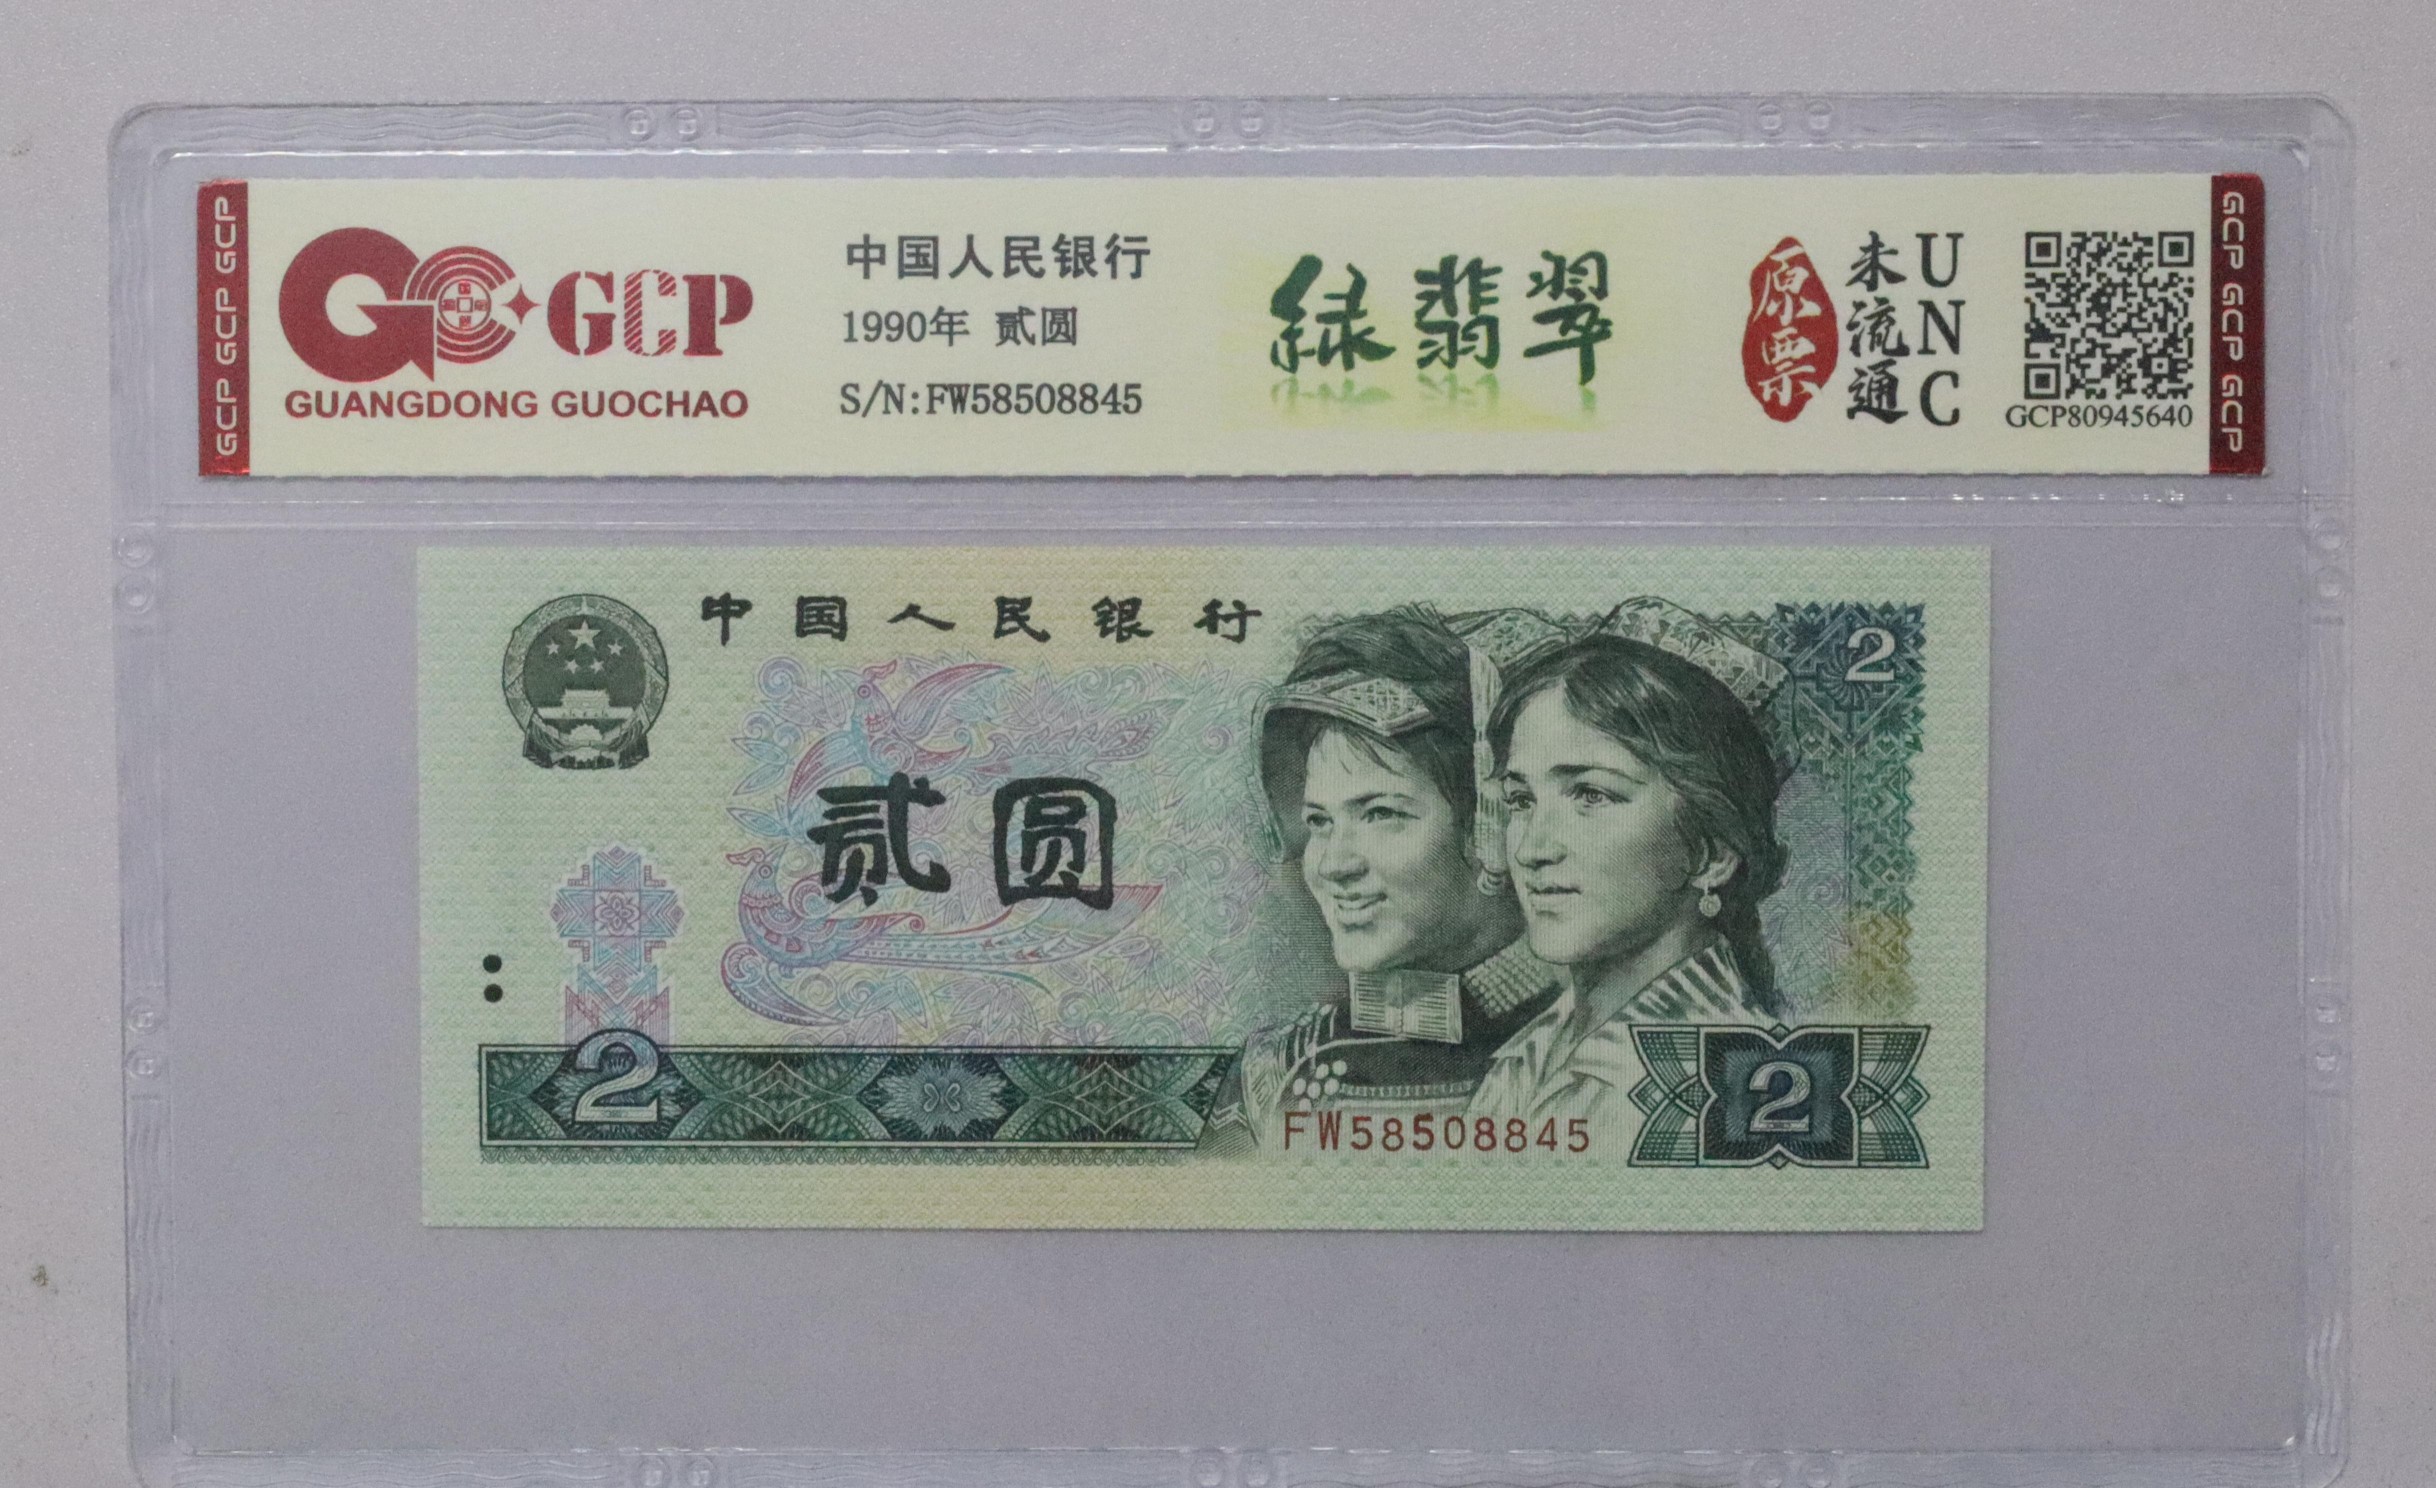 GCP GCP GCP
GCP
GUANGDONG GUOCHAO
中国人民银行
1990年 贰圆
S/N:FW58508845
绿翡翠
原票
未流通
UNC
GCP80945640
GCP GCP GCP
中国人民银行
2
贰圆
2
FW58508845
2